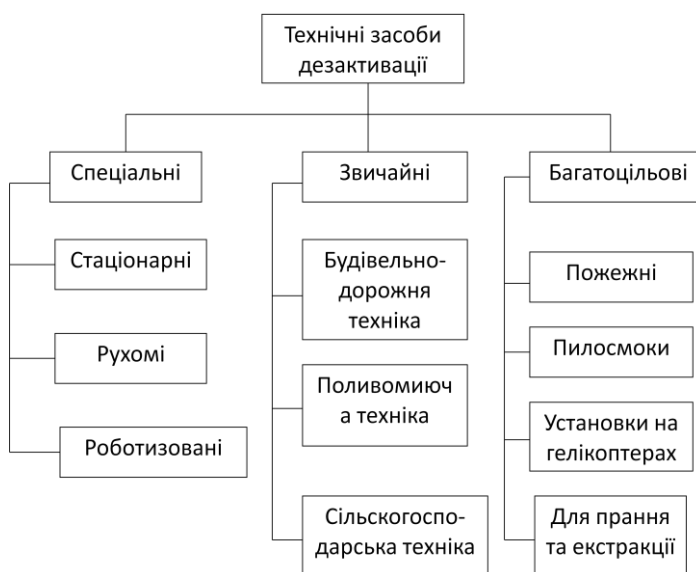 Технічні засоби
дезактивації
Спеціальні
Звичайні
Багатоцільові
Стаціонарні
Рухомі
Роботизовані
Будівельно-
дорожня
техніка
Поливомиюч
а техніка
Сільскогоспо-
дарська техніка
Пожежні
Пилосмоки
Установки на
гелікоптерах
Для прання
та екстракції